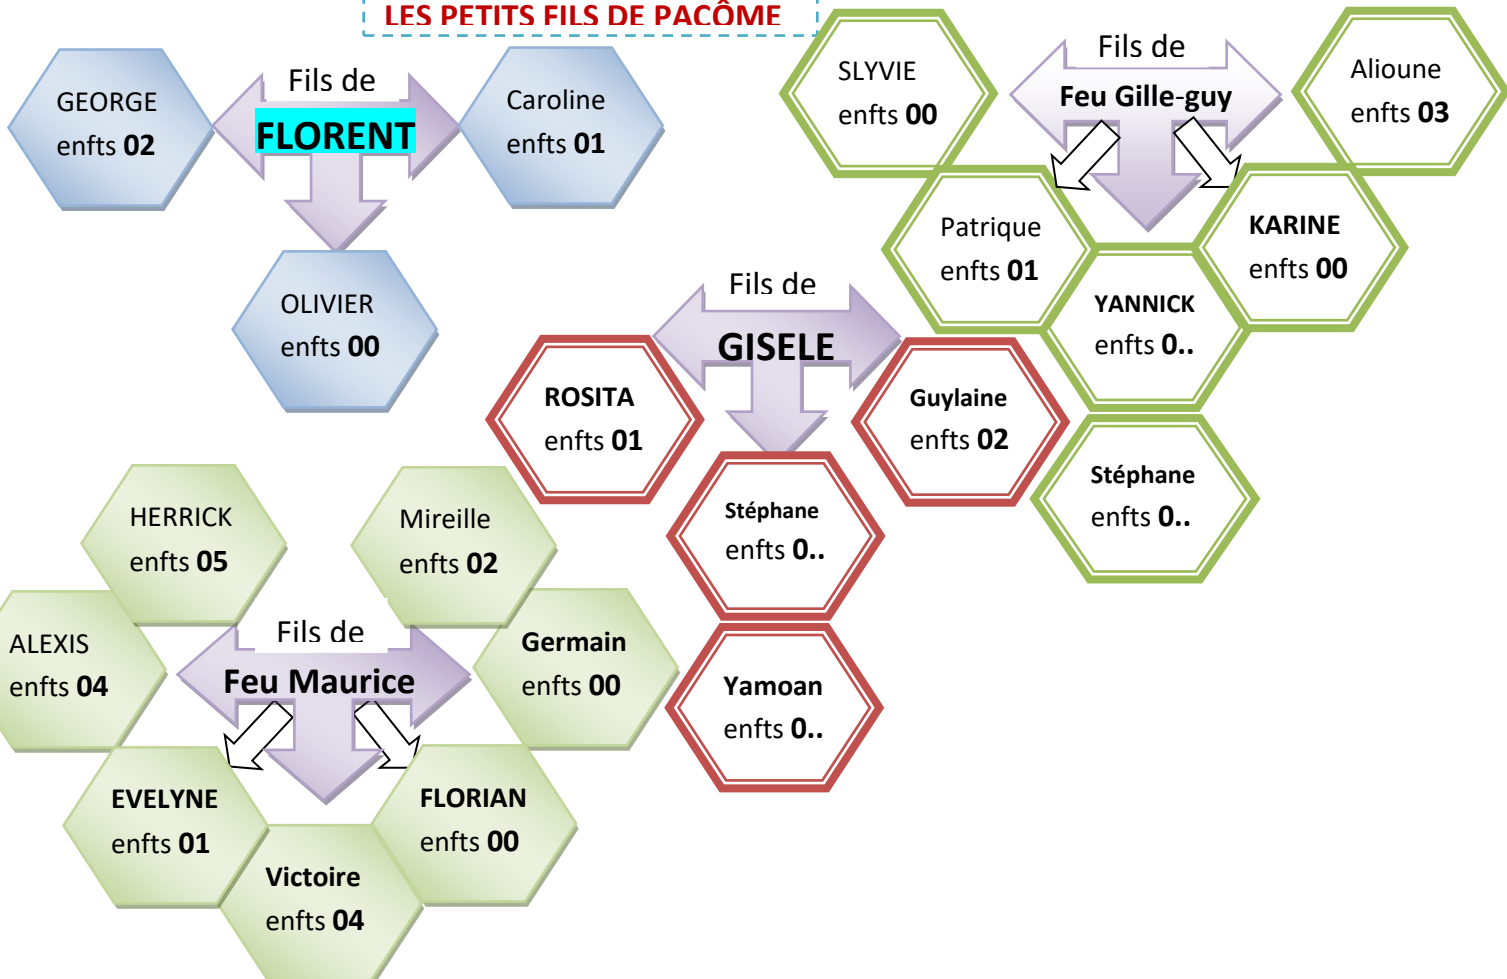 LES PETITS FILS DE PACÔME
GEORGE
enfts 02
Fils de
FLORENT
Caroline
enfts 01
OLIVIER
enfts 00
SLYVIE
enfts 00
Fils de
Feu Gille-guy
Alioune
enfts 03
Patrique
enfts 01
KARINE
enfts 00
YANNICK
enfts 0..
Stéphane
enfts 0..
Fils de
GISELE
ROSITA
enfts 01
Guylaine
enfts 02
Stéphane
enfts 0..
Yamoan
enfts 0..
HERRICK
enfts 05
Mireille
enfts 02
ALEXIS
enfts 04
Fils de
Feu Maurice
Germain
enfts 00
EVELYNE
enfts 01
FLORIAN
enfts 00
Victoire
enfts 04